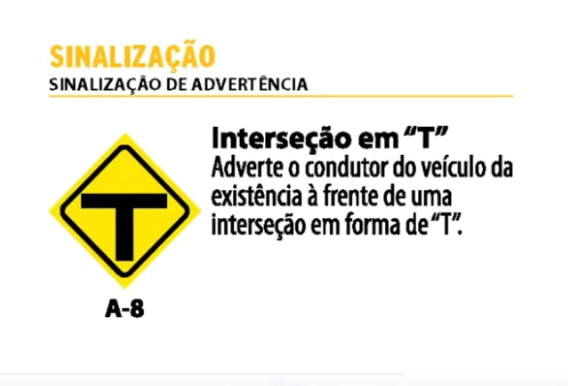 SINALIZAÇÃO
SINALIZAÇÃO DE ADVERTÊNCIA
Interseção em “T”
Adverte o condutor do veículo da
existência à frente de uma
interseção em forma de “T”.
T
A-8